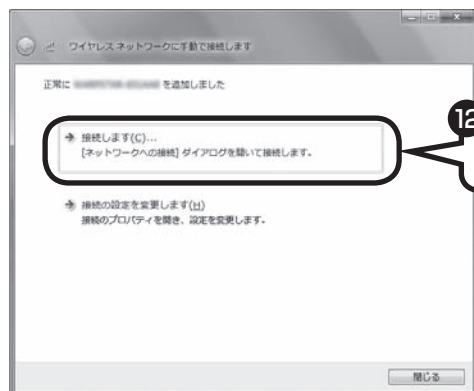 ワイヤレス ネットワークに手動で接続します
正常に を追加しました
接続します(C)...
[ネットワークへの接続] ダイアログを開いて接続します。
12
接続の設定を変更します(H)
接続のプロパティを開き、設定を変更します。
閉じる